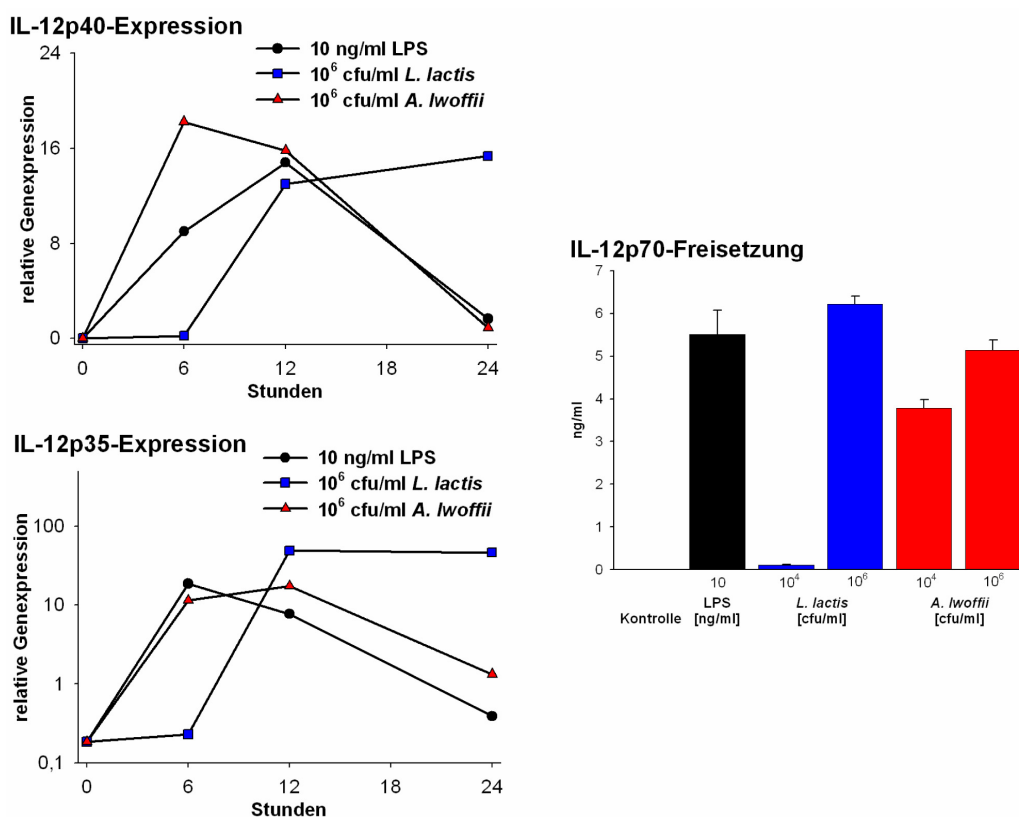 IL-12p40-Expression
24
16
8
0
relative Genexpression
10 ng/ml LPS
10⁶ cfu/ml L. lactis
10⁶ cfu/ml A. lwoffii
0 6 12 24
Stunden
IL-12p35-Expression
100
10
1
0,1
relative Genexpression
10 ng/ml LPS
10⁶ cfu/ml L. lactis
10⁶ cfu/ml A. lwoffii
0 6 12 24
Stunden
IL-12p70-Freisetzung
7
6
5
4
3
2
1
0
ng/ml
10 10⁴ 10⁶ 10⁴ 10⁶
Kontrolle LPS L. lactis A. lwoffii
[ng/ml] [cfu/ml] [cfu/ml]